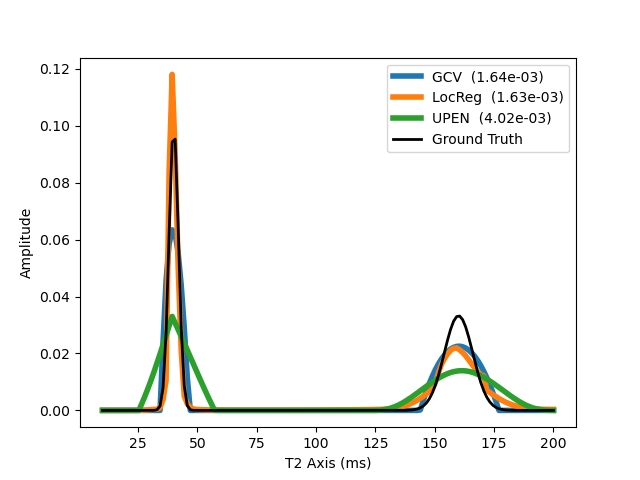 GCV (1.64e-03)
LocReg (1.63e-03)
UPEN (4.02e-03)
Ground Truth
0.12
0.10
0.08
0.06
0.04
0.02
0.00
Amplitude
25 50 75 100 125 150 175 200
T2 Axis (ms)